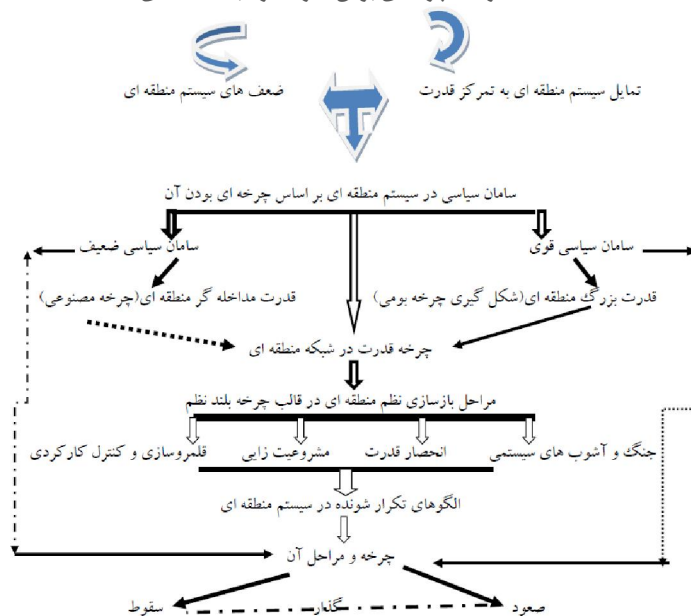 تمایل سیستم منطقه ای به تمرکز قدرت
ضعف های سیستم منطقه ای
سامان سیاسی در سیستم منطقه ای بر اساس چرخه ای بودن آن
سامان سیاسی قوی
سامان سیاسی ضعیف
قدرت بزرگ منطقه ای(شکل گیری چرخه بومی)
قدرت مداخله گر منطقه ای(چرخه مصنوعی)
چرخه قدرت در شبکه منطقه ای
مراحل بازسازی نظم منطقه ای در قالب چرخه بلند نظم
جنگ و آشوب های سیستمی
انحصار قدرت
مشروعیت زایی
قلمروسازی و کنترل کارکردی
الگوهای تکرار شونده در سیستم منطقه ای
چرخه و مراحل آن
صعود
گذار
سقوط